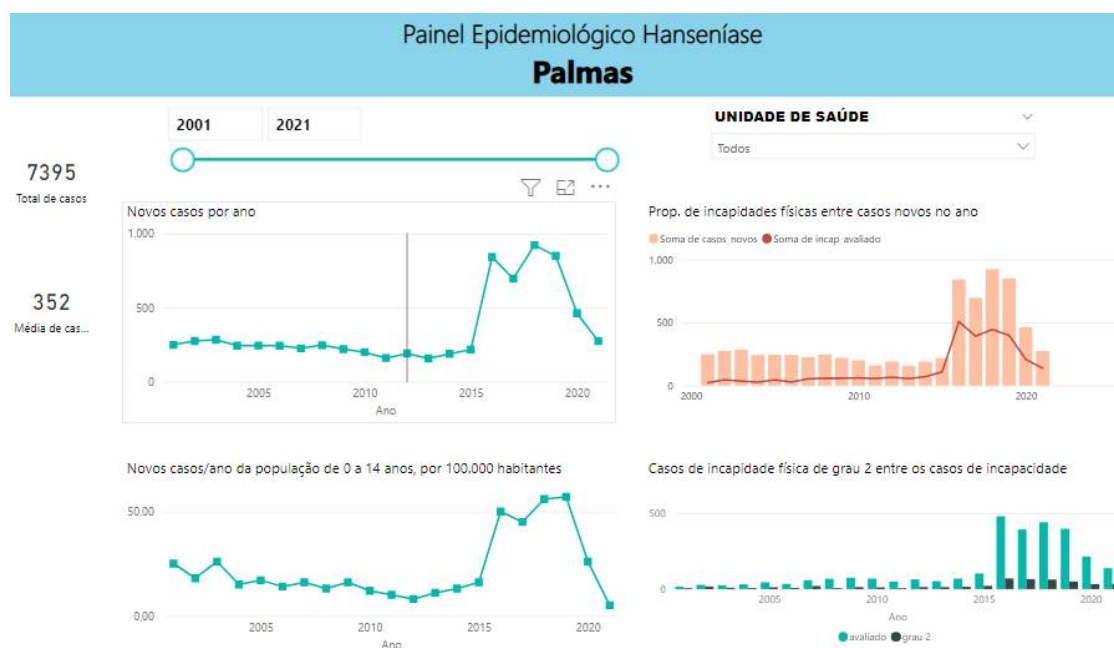 Painel Epidemiológico Hanseníase
Palmas
2001 2021
UNIDADE DE SAÚDE
Todos
7395
Total de casos
352
Média de cas...
Novos casos por ano
1.000
500
0
2005 2010 2015 2020
Ano
Prop. de incapidades físicas entre casos novos no ano
Soma de casos_novos Soma de incap_avaliado
1.000
500
0
2000 2010 2020
Novos casos/ano da população de 0 a 14 anos, por 100.000 habitantes
50,00
0,00
2005 2010 2015 2020
Ano
Casos de incapidade física de grau 2 entre os casos de incapacidade
500
0
2005 2010 2015 2020
Ano
avaliado grau 2